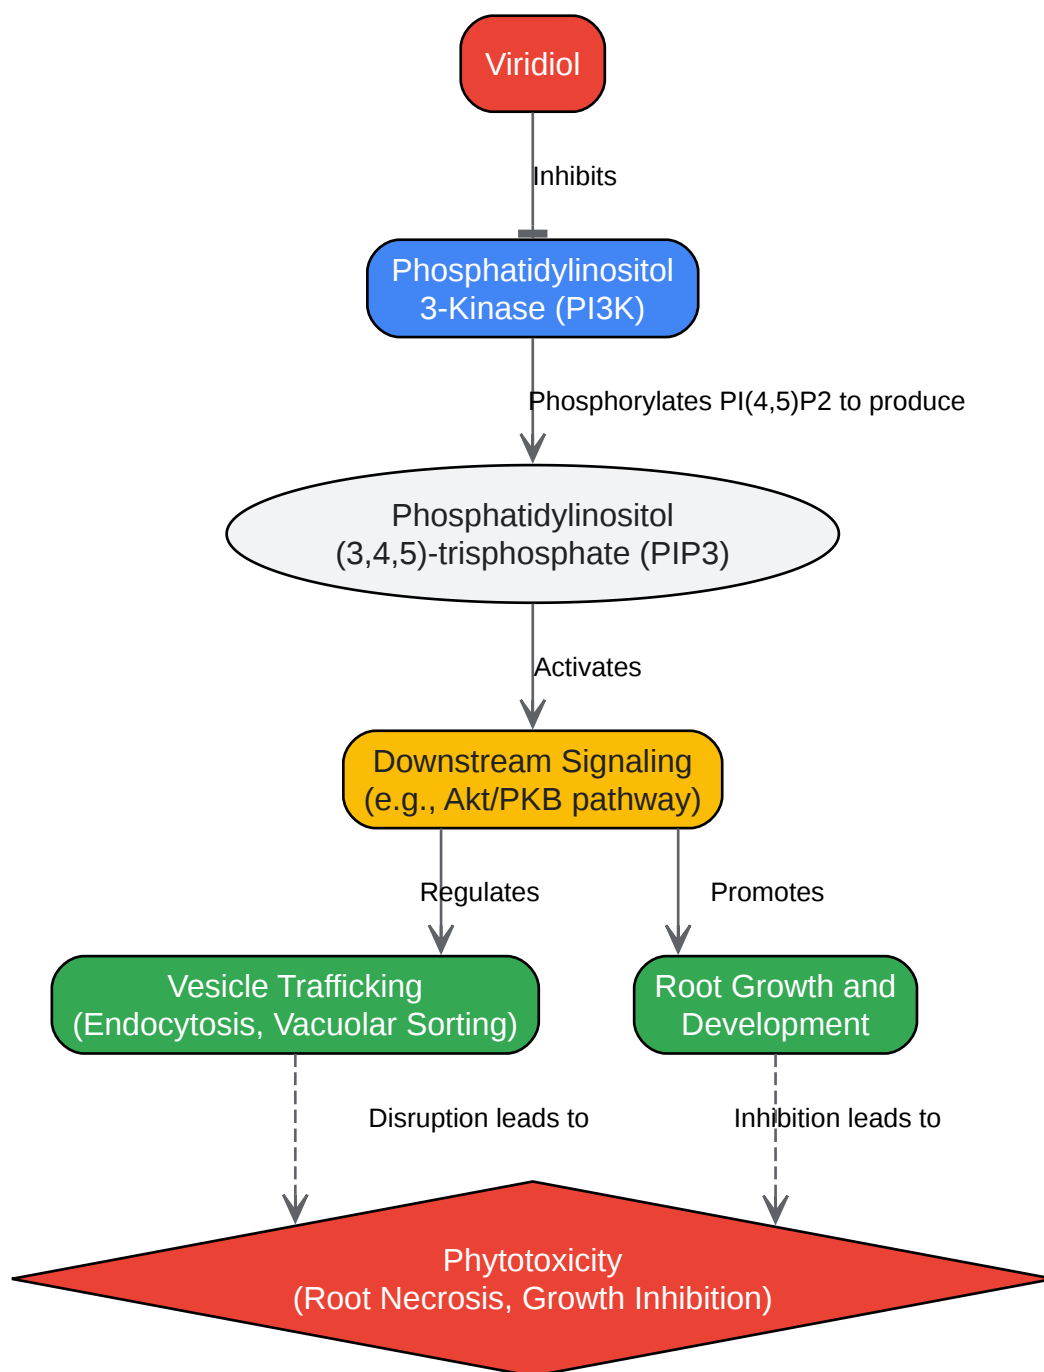 Viridiol
Inhibits
Phosphatidylinositol
3-Kinase (PI3K)
Phosphorylates PI(4,5)P2 to produce
Phosphatidylinositol
(3,4,5)-trisphosphate (PIP3)
Activates
Downstream Signaling
(e.g., Akt/PKB pathway)
Regulates
Promotes
Vesicle Trafficking
(Endocytosis, Vacuolar Sorting)
Root Growth and
Development
Disruption leads to
Inhibition leads to
Phytotoxicity
(Root Necrosis, Growth Inhibition)